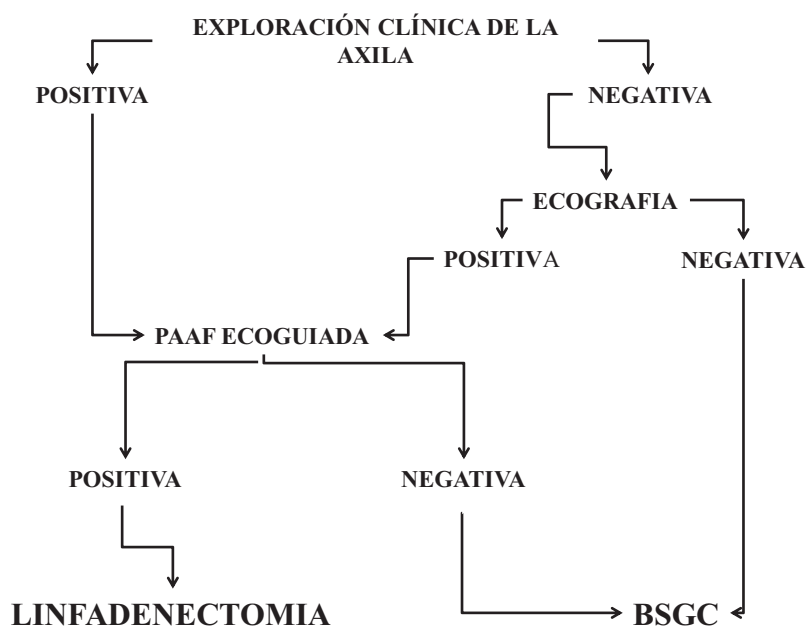 EXPLORACIÓN CLÍNICA DE LA
AXILA
POSITIVA
NEGATIVA
ECOGRAFIA
POSITIVA
NEGATIVA
PAAF ECOGUIADA
POSITIVA
NEGATIVA
LINFADENECTOMIA
BSGC